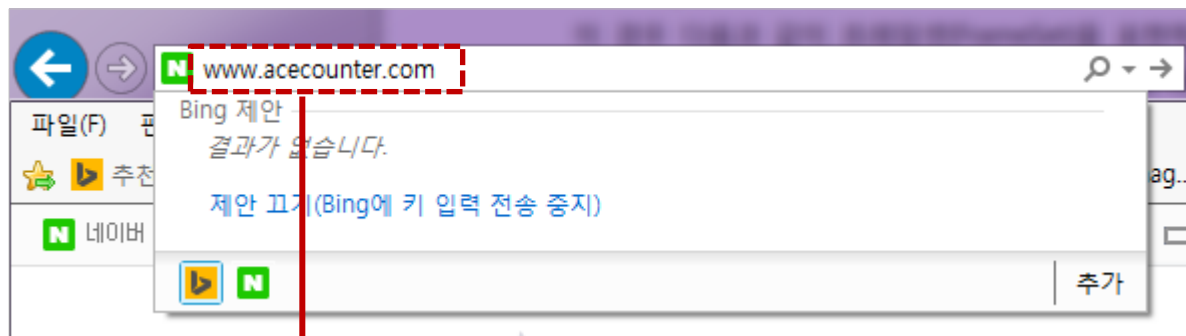 www.acecounter.com
Bing 제안
파일(F)
결과가 없습니다.
추천
제안 끄기(Bing에 키 입력 전송 중지)
ag..
네이버
추가